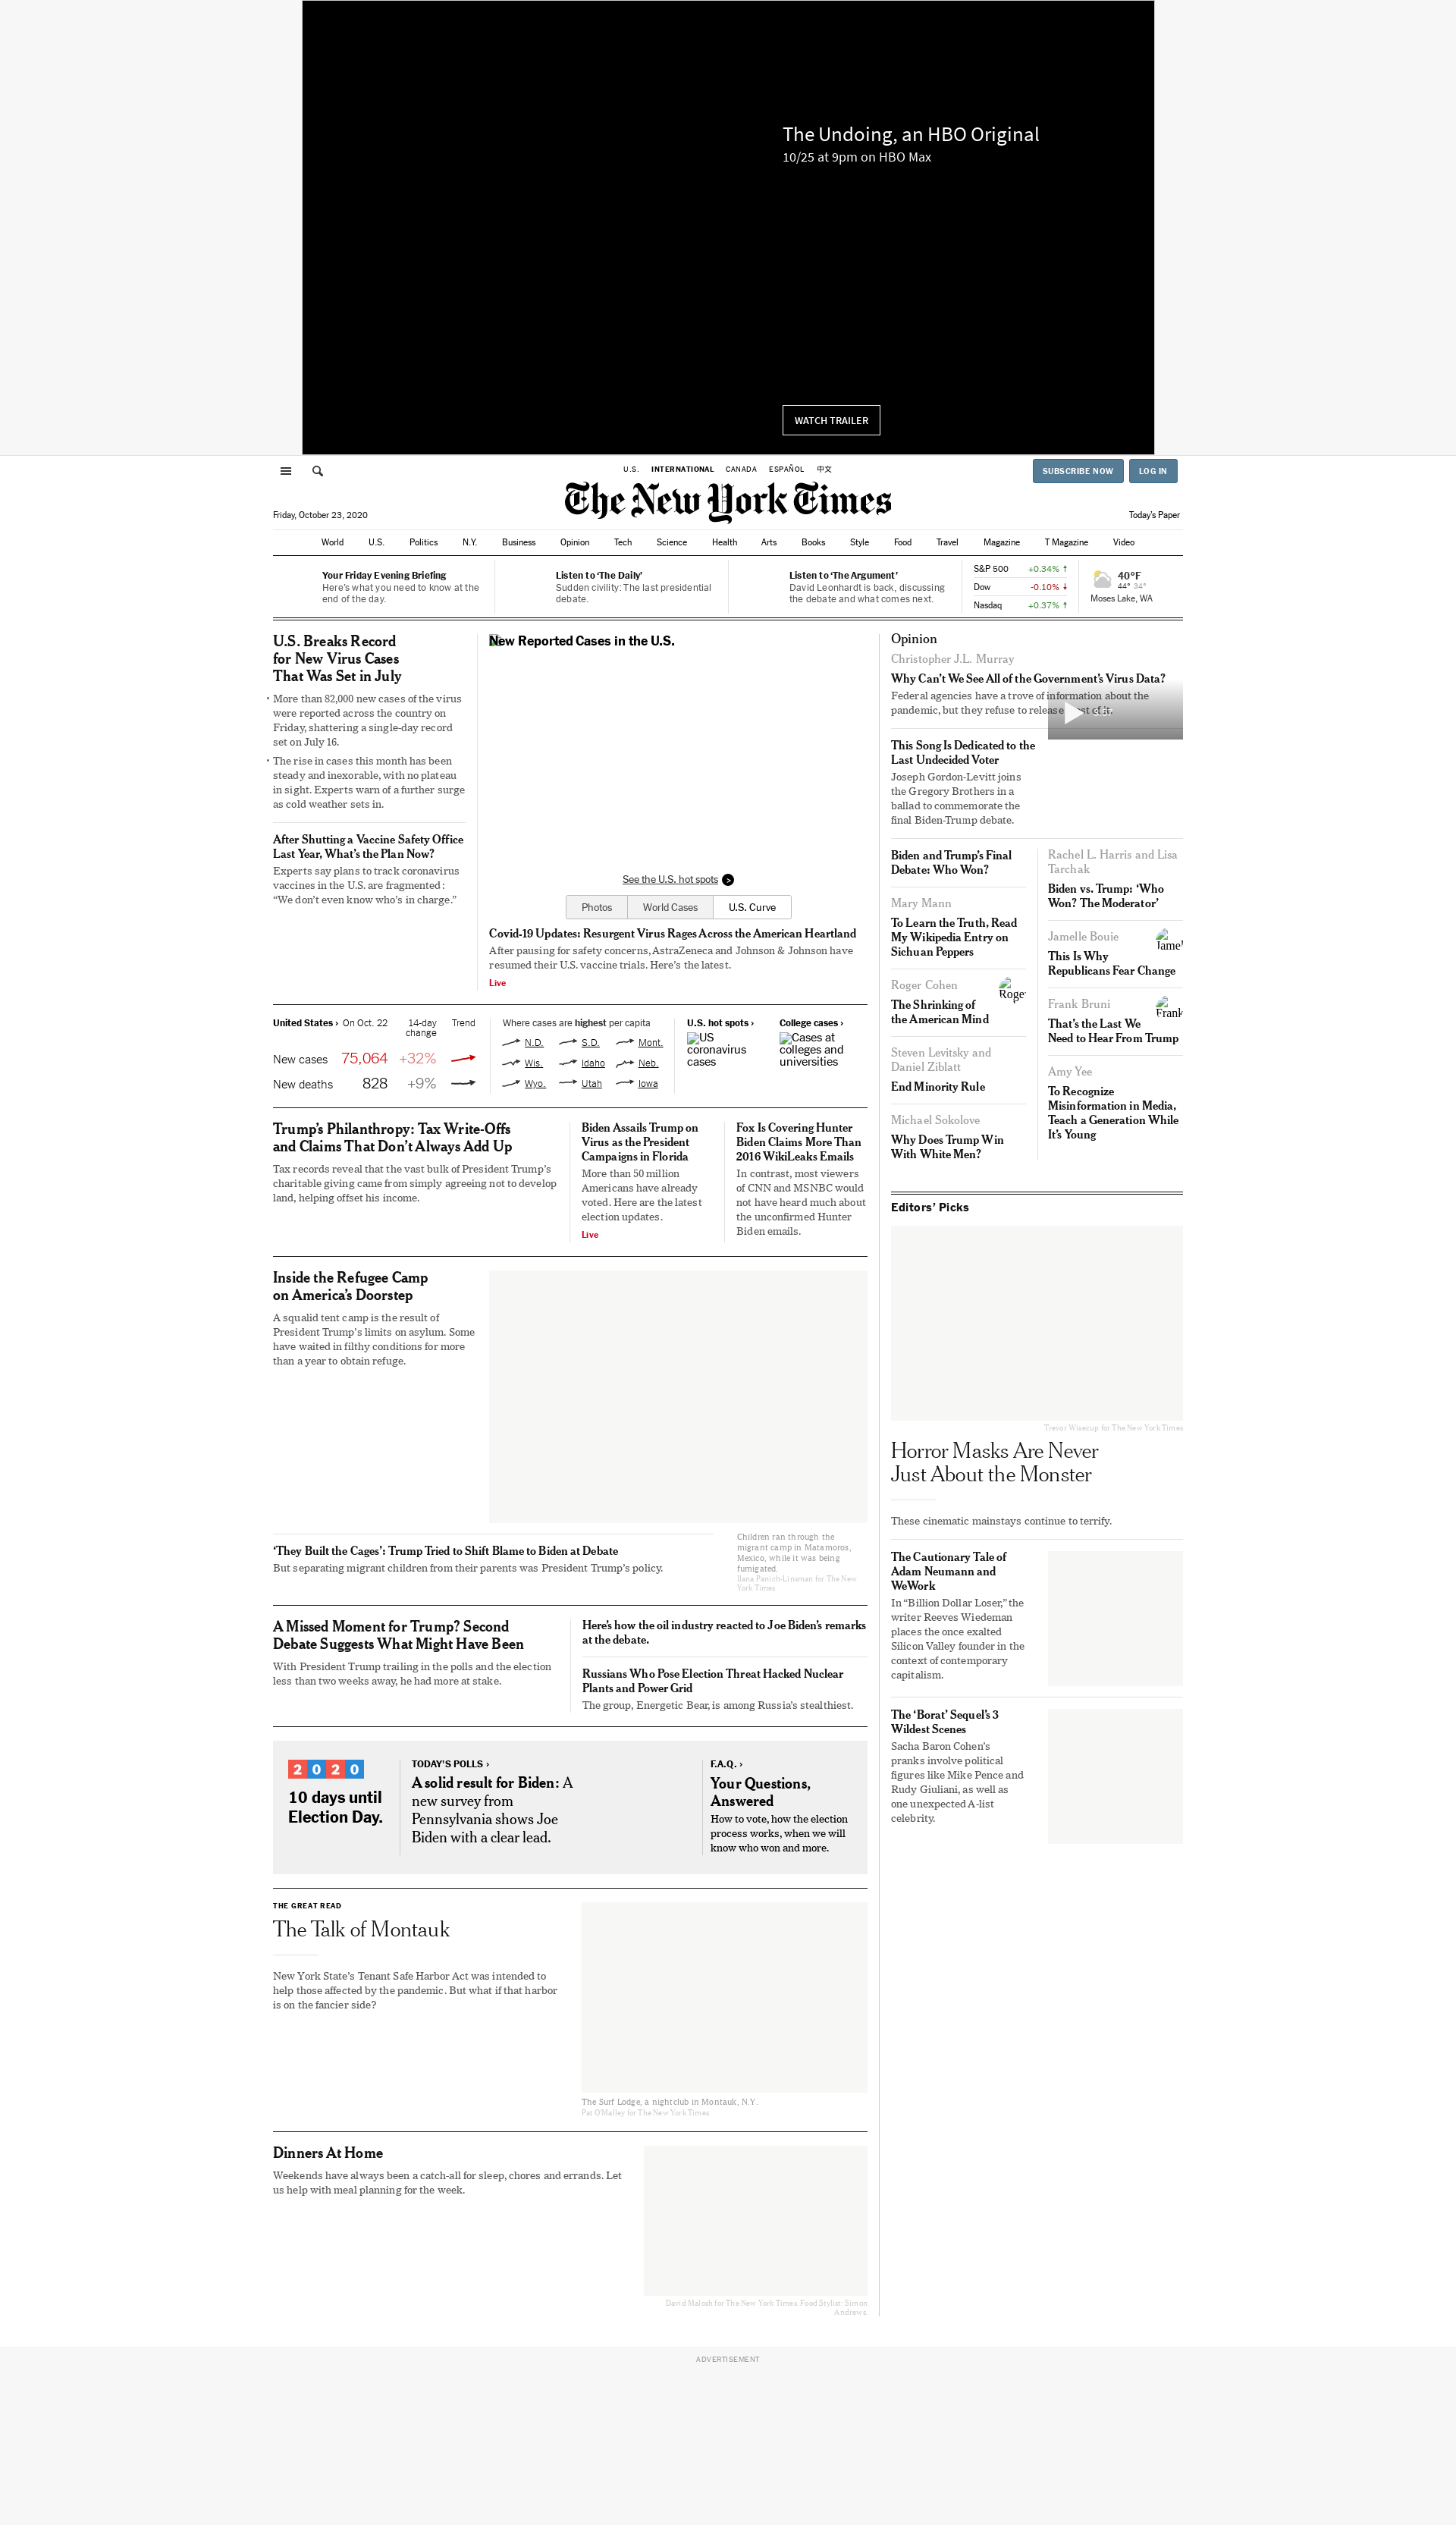 The Undoing, an HBO Original
10/25 at 9pm on HBO Max
WATCH TRAILER
U.S. INTERNATIONAL CANADA ESPAÑOL 中文
SUBSCRIBE NOW LOG IN
The New York Times
Friday, October 23, 2020
Today's Paper
World U.S. Politics N.Y. Business Opinion Tech Science Health Arts Books Style Food Travel Magazine T Magazine Video
Your Friday Evening Briefing
Here's what you need to know at the
end of the day.
Listen to 'The Daily'
Sudden civility: The last presidential
debate.
Listen to 'The Argument'
David Leonhardt is back, discussing
the debate and what comes next.
S&P 500 +0.34% ↑
Dow -0.10% ↓
Nasdaq +0.37% ↑
40°F
44° 34°
Moses Lake, WA
U.S. Breaks Record
for New Virus Cases
That Was Set in July
• More than 82,000 new cases of the virus
were reported across the country on
Friday, shattering a single-day record
set on July 16.
• The rise in cases this month has been
steady and inexorable, with no plateau
in sight. Experts warn of a further surge
as cold weather sets in.
After Shutting a Vaccine Safety Office
Last Year, What's the Plan Now?
Experts say plans to track coronavirus
vaccines in the U.S. are fragmented:
“We don't even know who's in charge.”
New Reported Cases in the U.S.
See the U.S. hot spots >
Photos World Cases U.S. Curve
Covid-19 Updates: Resurgent Virus Rages Across the American Heartland
After pausing for safety concerns, AstraZeneca and Johnson & Johnson have
resumed their U.S. vaccine trials. Here's the latest.
Live
United States › On Oct. 22 14-day
change Trend
New cases 75,064 +32%
New deaths 828 +9%
Where cases are highest per capita
N.D. S.D. Mont.
Wis. Idaho Neb.
Wyo. Utah Iowa
U.S. hot spots ›
US
coronavirus
cases
College cases ›
Cases at
colleges and
universities
Trump's Philanthropy: Tax Write-Offs
and Claims That Don't Always Add Up
Tax records reveal that the vast bulk of President Trump's
charitable giving came from simply agreeing not to develop
land, helping offset his income.
Biden Assails Trump on
Virus as the President
Campaigns in Florida
More than 50 million
Americans have already
voted. Here are the latest
election updates.
Live
Fox Is Covering Hunter
Biden Claims More Than
2016 WikiLeaks Emails
In contrast, most viewers
of CNN and MSNBC would
not have heard much about
the unconfirmed Hunter
Biden emails.
Inside the Refugee Camp
on America's Doorstep
A squalid tent camp is the result of
President Trump's limits on asylum. Some
have waited in filthy conditions for more
than a year to obtain refuge.
Children ran through the
migrant camp in Matamoros,
Mexico, while it was being
fumigated.
Ilana Panich-Linsman for The New
York Times
'They Built the Cages': Trump Tried to Shift Blame to Biden at Debate
But separating migrant children from their parents was President Trump's policy.
A Missed Moment for Trump? Second
Debate Suggests What Might Have Been
With President Trump trailing in the polls and the election
less than two weeks away, he had more at stake.
Here's how the oil industry reacted to Joe Biden's remarks
at the debate.
Russians Who Pose Election Threat Hacked Nuclear
Plants and Power Grid
The group, Energetic Bear, is among Russia's stealthiest.
2020
10 days until
Election Day.
TODAY'S POLLS ›
A solid result for Biden: A
new survey from
Pennsylvania shows Joe
Biden with a clear lead.
F.A.Q. ›
Your Questions,
Answered
How to vote, how the election
process works, when we will
know who won and more.
THE GREAT READ
The Talk of Montauk
New York State's Tenant Safe Harbor Act was intended to
help those affected by the pandemic. But what if that harbor
is on the fancier side?
The Surf Lodge, a nightclub in Montauk, N.Y.
Pat O'Malley for The New York Times
Dinners At Home
Weekends have always been a catch-all for sleep, chores and errands. Let
us help with meal planning for the week.
David Malosh for The New York Times. Food Stylist: Simon
Andrews.
Opinion
Christopher J.L. Murray
Why Can't We See All of the Government's Virus Data?
Federal agencies have a trove of information about the
pandemic, but they refuse to release most of it.
This Song Is Dedicated to the
Last Undecided Voter
Joseph Gordon-Levitt joins
the Gregory Brothers in a
ballad to commemorate the
final Biden-Trump debate.
Biden and Trump's Final
Debate: Who Won?
Mary Mann
To Learn the Truth, Read
My Wikipedia Entry on
Sichuan Peppers
Roger Cohen
Roger
The Shrinking of
the American Mind
Steven Levitsky and
Daniel Ziblatt
End Minority Rule
Michael Sokolove
Why Does Trump Win
With White Men?
Rachel L. Harris and Lisa
Tarchak
Biden vs. Trump: 'Who
Won? The Moderator'
Jamelle Bouie
This Is Why
Republicans Fear Change
Frank Bruni
Frank
That's the Last We
Need to Hear From Trump
Amy Yee
To Recognize
Misinformation in Media,
Teach a Generation While
It's Young
Editors' Picks
Trevor Wisecup for The New York Times
Horror Masks Are Never
Just About the Monster
These cinematic mainstays continue to terrify.
The Cautionary Tale of
Adam Neumann and
WeWork
In “Billion Dollar Loser,” the
writer Reeves Wiedeman
places the once exalted
Silicon Valley founder in the
context of contemporary
capitalism.
The 'Borat' Sequel's 3
Wildest Scenes
Sacha Baron Cohen's
pranks involve political
figures like Mike Pence and
Rudy Giuliani, as well as
one unexpected A-list
celebrity.
ADVERTISEMENT